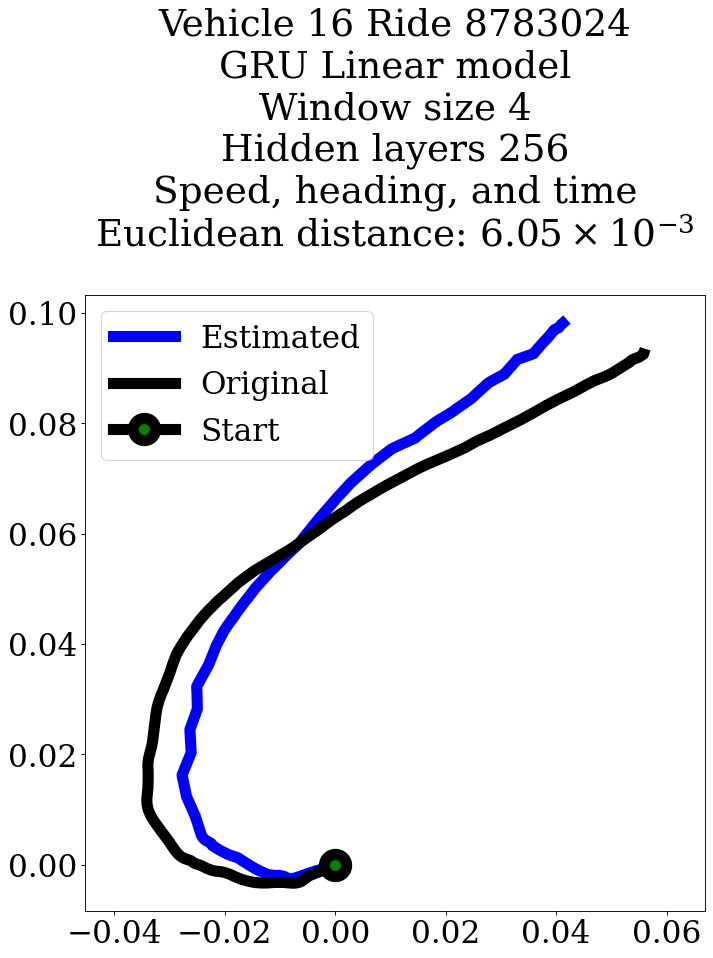 Vehicle 16 Ride 8783024
GRU Linear model
Window size 4
Hidden layers 256
Speed, heading, and time
Euclidean distance: 6.05 × 10⁻³
0.10
0.08
0.06
0.04
0.02
0.00
Estimated
Original
Start
−0.04 −0.02 0.00 0.02 0.04 0.06